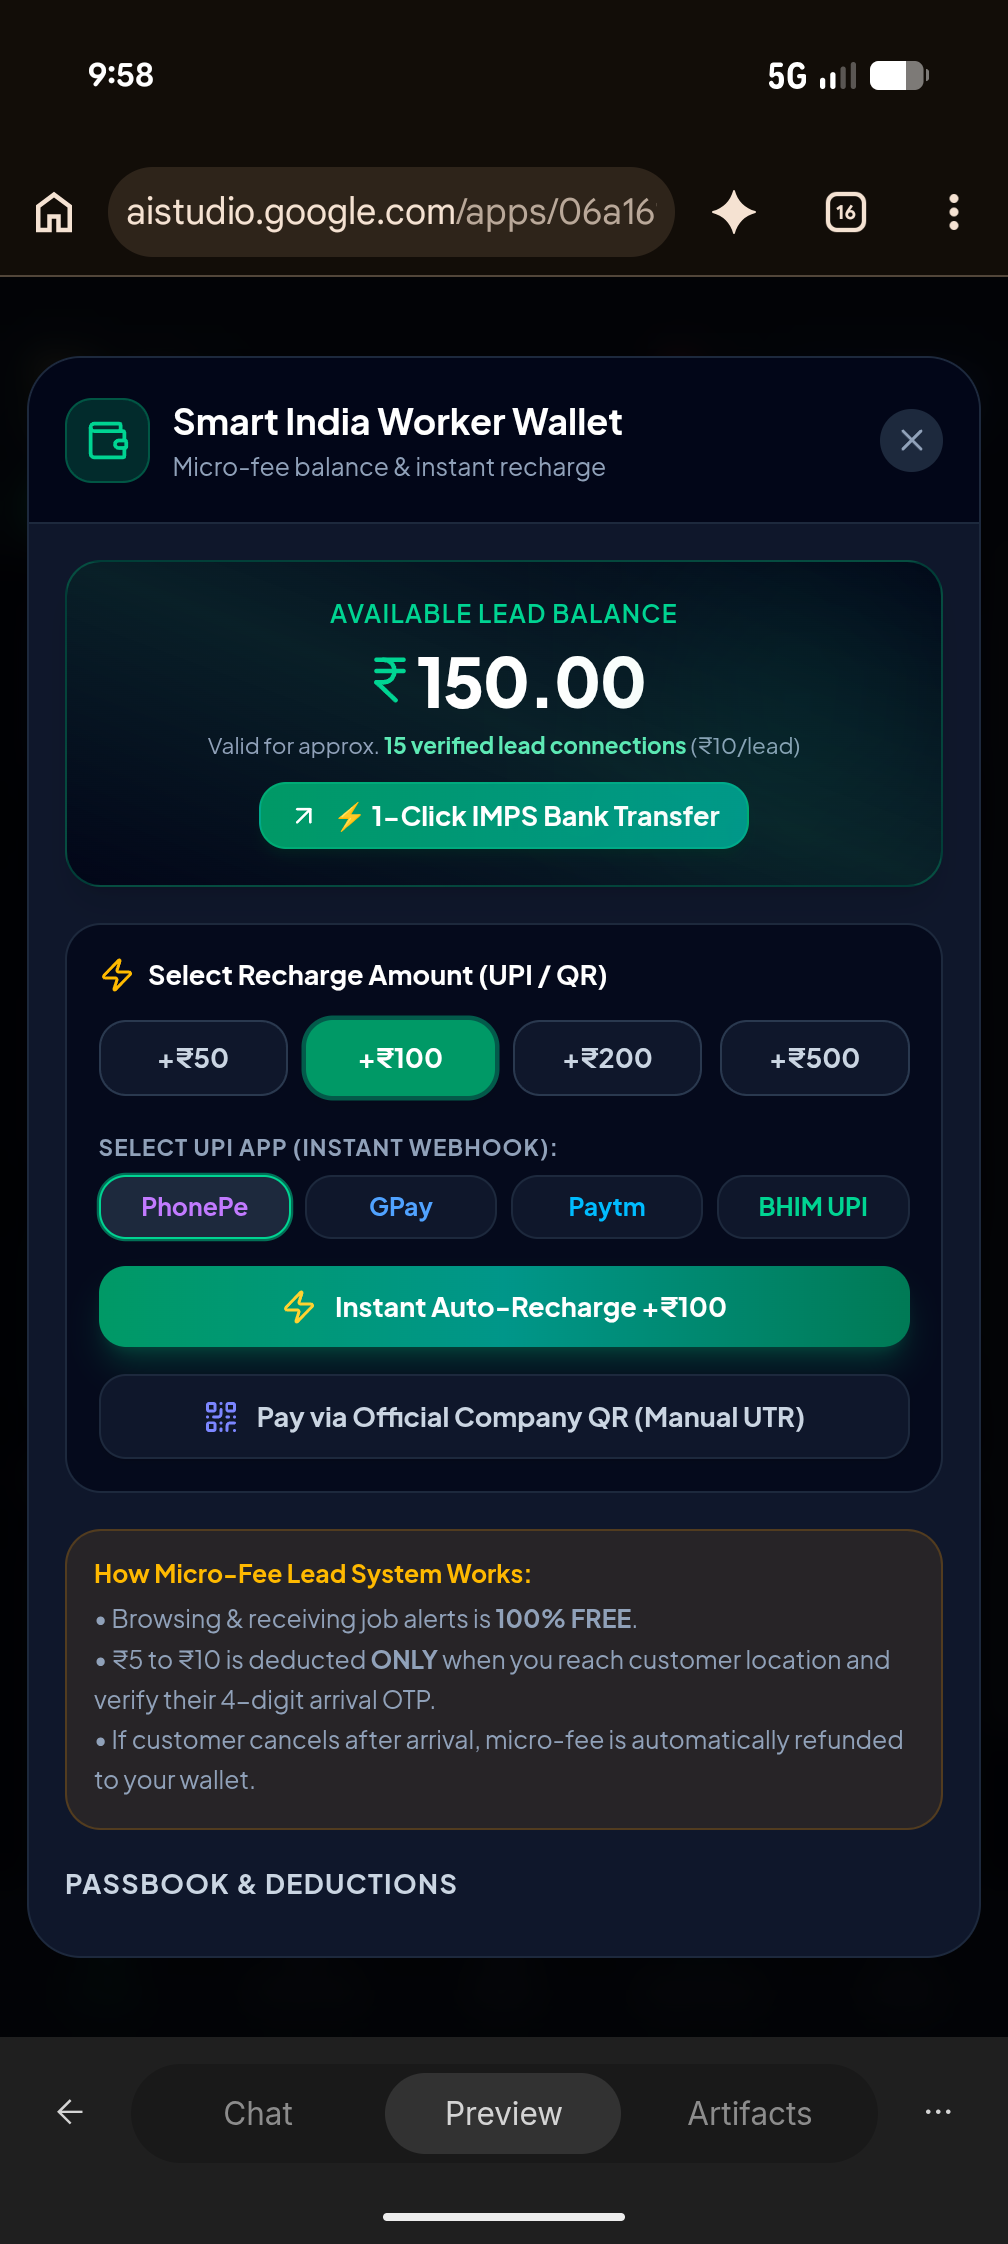 9:58
5G
aistudio.google.com/apps/06a16
16
Smart India Worker Wallet
Micro-fee balance & instant recharge
AVAILABLE LEAD BALANCE
₹150.00
Valid for approx. 15 verified lead connections (₹10/lead)
⚡ 1-Click IMPS Bank Transfer
Select Recharge Amount (UPI / QR)
+₹50 +₹100 +₹200 +₹500
SELECT UPI APP (INSTANT WEBHOOK):
PhonePe GPay Paytm BHIM UPI
Instant Auto-Recharge +₹100
Pay via Official Company QR (Manual UTR)
How Micro-Fee Lead System Works:
• Browsing & receiving job alerts is 100% FREE.
• ₹5 to ₹10 is deducted ONLY when you reach customer location and
verify their 4-digit arrival OTP.
• If customer cancels after arrival, micro-fee is automatically refunded
to your wallet.
PASSBOOK & DEDUCTIONS
Chat Preview Artifacts